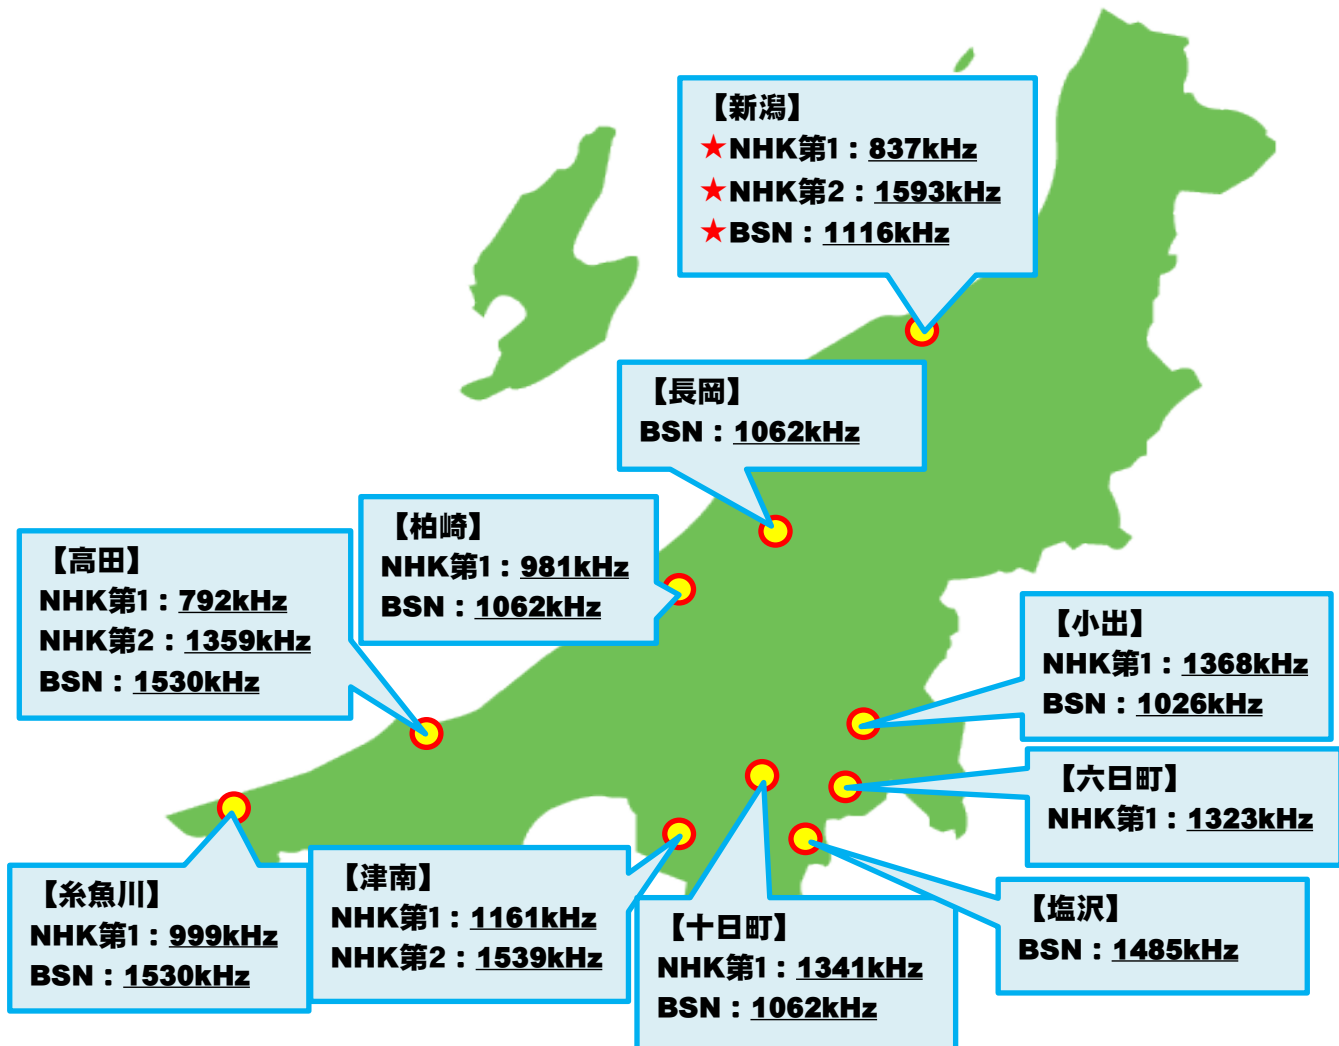 【新潟】
★NHK第1：837kHz
★NHK第2：1593kHz
★BSN：1116kHz
【長岡】
BSN：1062kHz
【柏崎】
NHK第1：981kHz
BSN：1062kHz
【高田】
NHK第1：792kHz
NHK第2：1359kHz
BSN：1530kHz
【小出】
NHK第1：1368kHz
BSN：1026kHz
【六日町】
NHK第1：1323kHz
【糸魚川】
NHK第1：999kHz
BSN：1530kHz
【津南】
NHK第1：1161kHz
NHK第2：1539kHz
【十日町】
NHK第1：1341kHz
BSN：1062kHz
【塩沢】
BSN：1485kHz